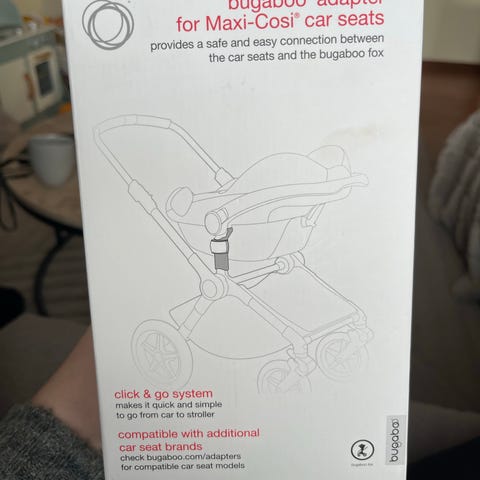 bugaboo® adapter
for Maxi-Cosi® car seats
provides a safe and easy connection between
the car seats and the bugaboo fox
click & go system
makes it quick and simple
to go from car to stroller
compatible with additional
car seat brands
check bugaboo.com/adapters
for compatible car seat models
Bugaboo fox
bugaboo